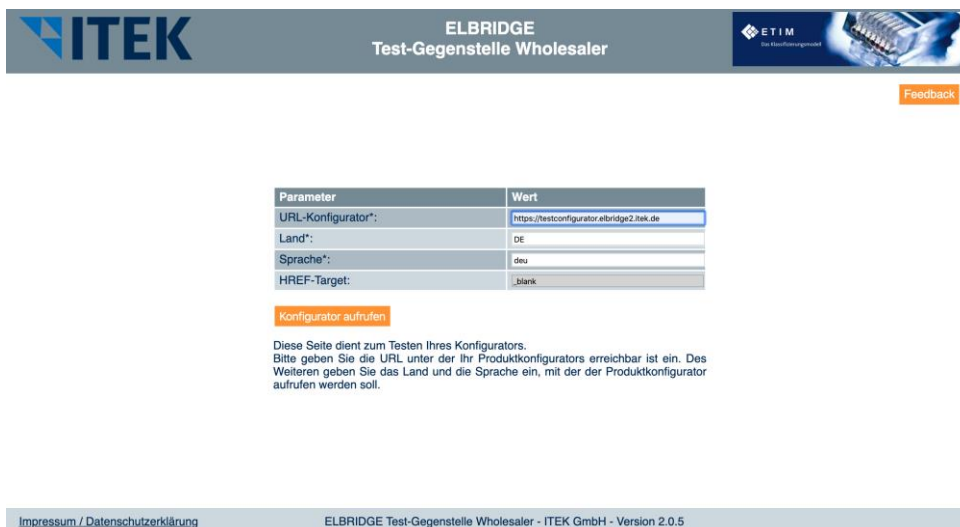 ITEK
ELBRIDGE
Test-Gegenstelle Wholesaler
ETIM
Das Klassifizierungsmodell
Feedback
Parameter Wert
URL-Konfigurator*: https://testconfigurator.elbridge2.itek.de
Land*: DE
Sprache*: deu
HREF-Target: _blank
Konfigurator aufrufen
Diese Seite dient zum Testen Ihres Konfigurators.
Bitte geben Sie die URL unter der Ihr Produktkonfigurators erreichbar ist ein. Des
Weiteren geben Sie das Land und die Sprache ein, mit der der Produktkonfigurator
aufrufen werden soll.
Impressum / Datenschutzerklärung ELBRIDGE Test-Gegenstelle Wholesaler - ITEK GmbH - Version 2.0.5